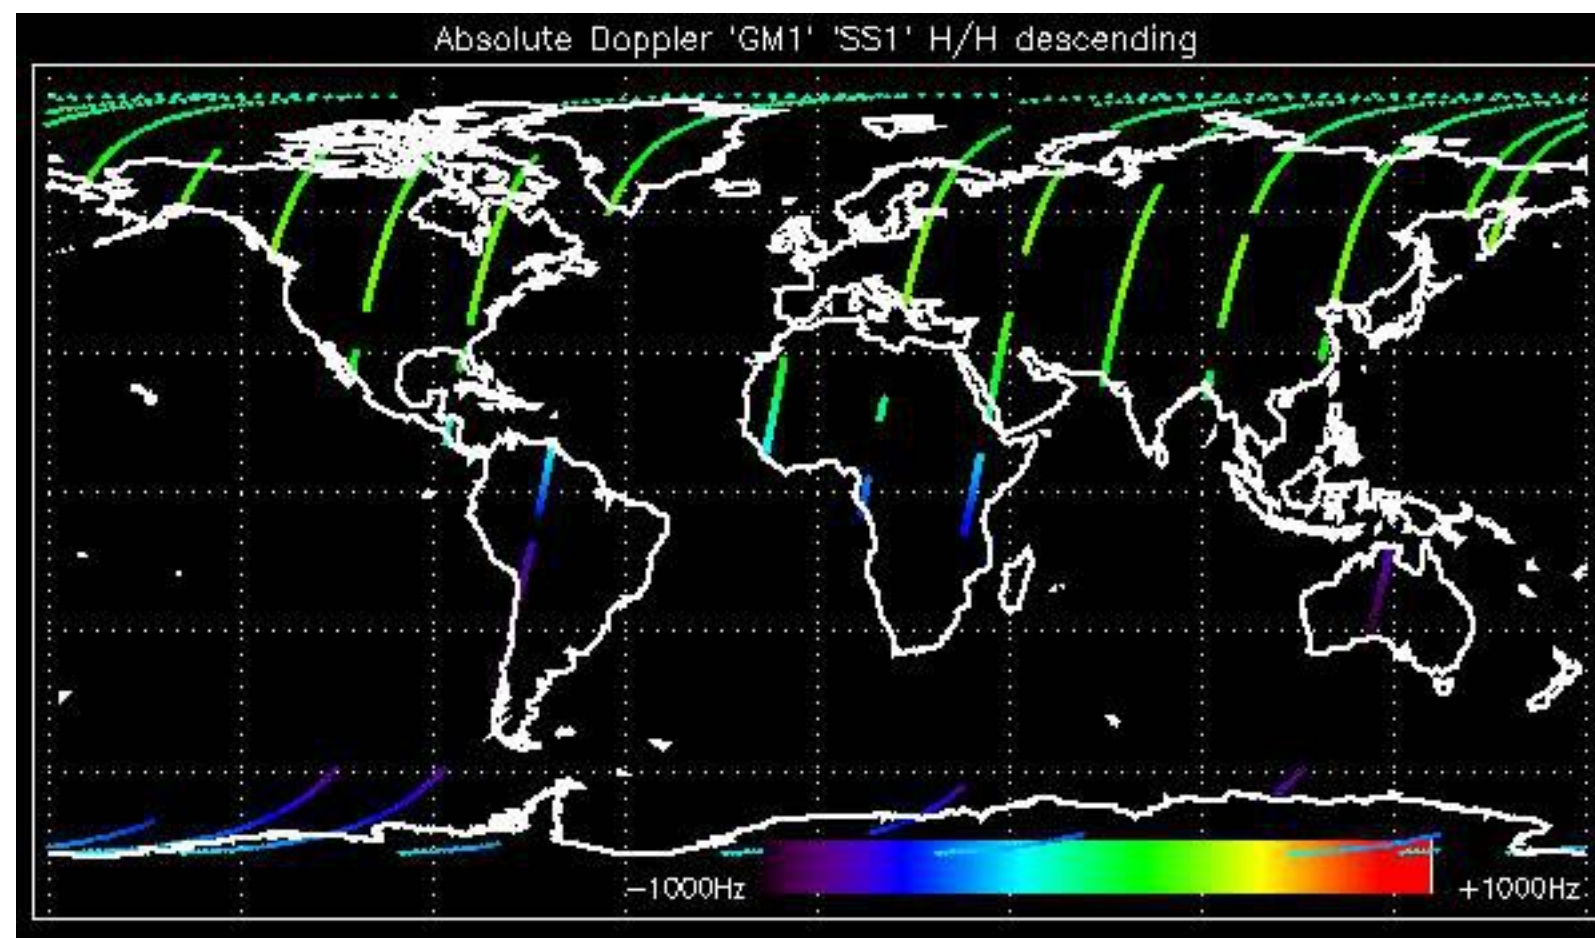 Absolute Doppler 'GM1' 'SS1' H/H descending
-1000Hz
+1000Hz